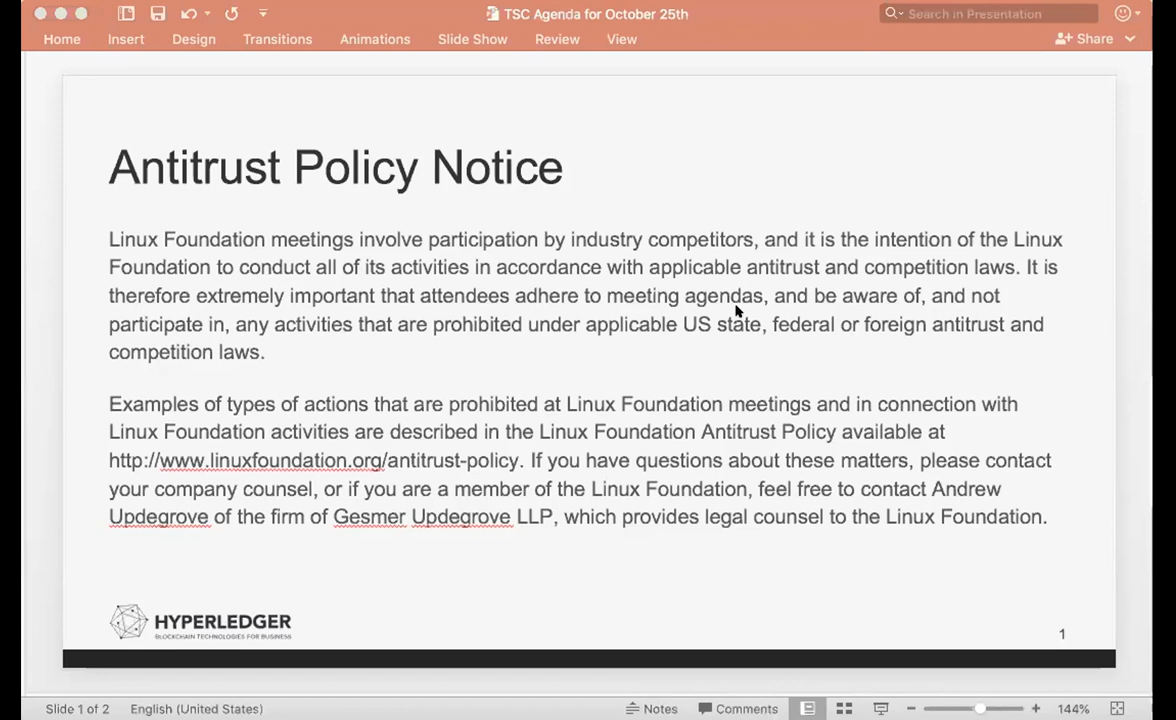 TSC Agenda for October 25th
Search in Presentation
Home Insert Design Transitions Animations Slide Show Review View Share
Antitrust Policy Notice
Linux Foundation meetings involve participation by industry competitors, and it is the intention of the Linux
Foundation to conduct all of its activities in accordance with applicable antitrust and competition laws. It is
therefore extremely important that attendees adhere to meeting agendas, and be aware of, and not
participate in, any activities that are prohibited under applicable US state, federal or foreign antitrust and
competition laws.
Examples of types of actions that are prohibited at Linux Foundation meetings and in connection with
Linux Foundation activities are described in the Linux Foundation Antitrust Policy available at
http://www.linuxfoundation.org/antitrust-policy. If you have questions about these matters, please contact
your company counsel, or if you are a member of the Linux Foundation, feel free to contact Andrew
Updegrove of the firm of Gesmer Updegrove LLP, which provides legal counsel to the Linux Foundation.
HYPERLEDGER
BLOCKCHAIN TECHNOLOGIES FOR BUSINESS
1
Slide 1 of 2 English (United States) Notes Comments 144%